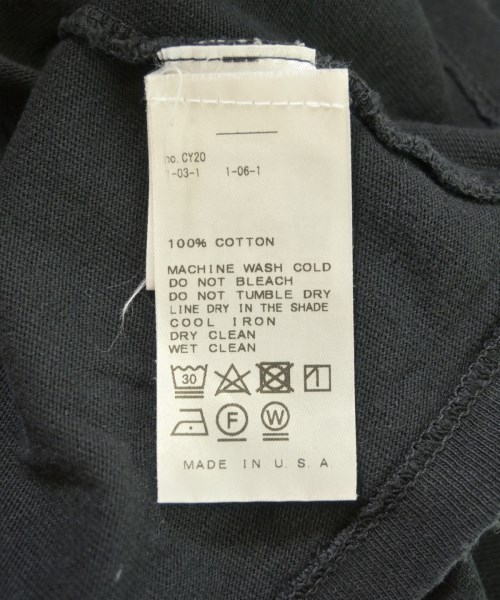 no. CY20
1-03-1 1-06-1
100% COTTON
MACHINE WASH COLD
DO NOT BLEACH
DO NOT TUMBLE DRY
LINE DRY IN THE SHADE
COOL IRON
DRY CLEAN
WET CLEAN
30
F W
MADE IN U.S.A